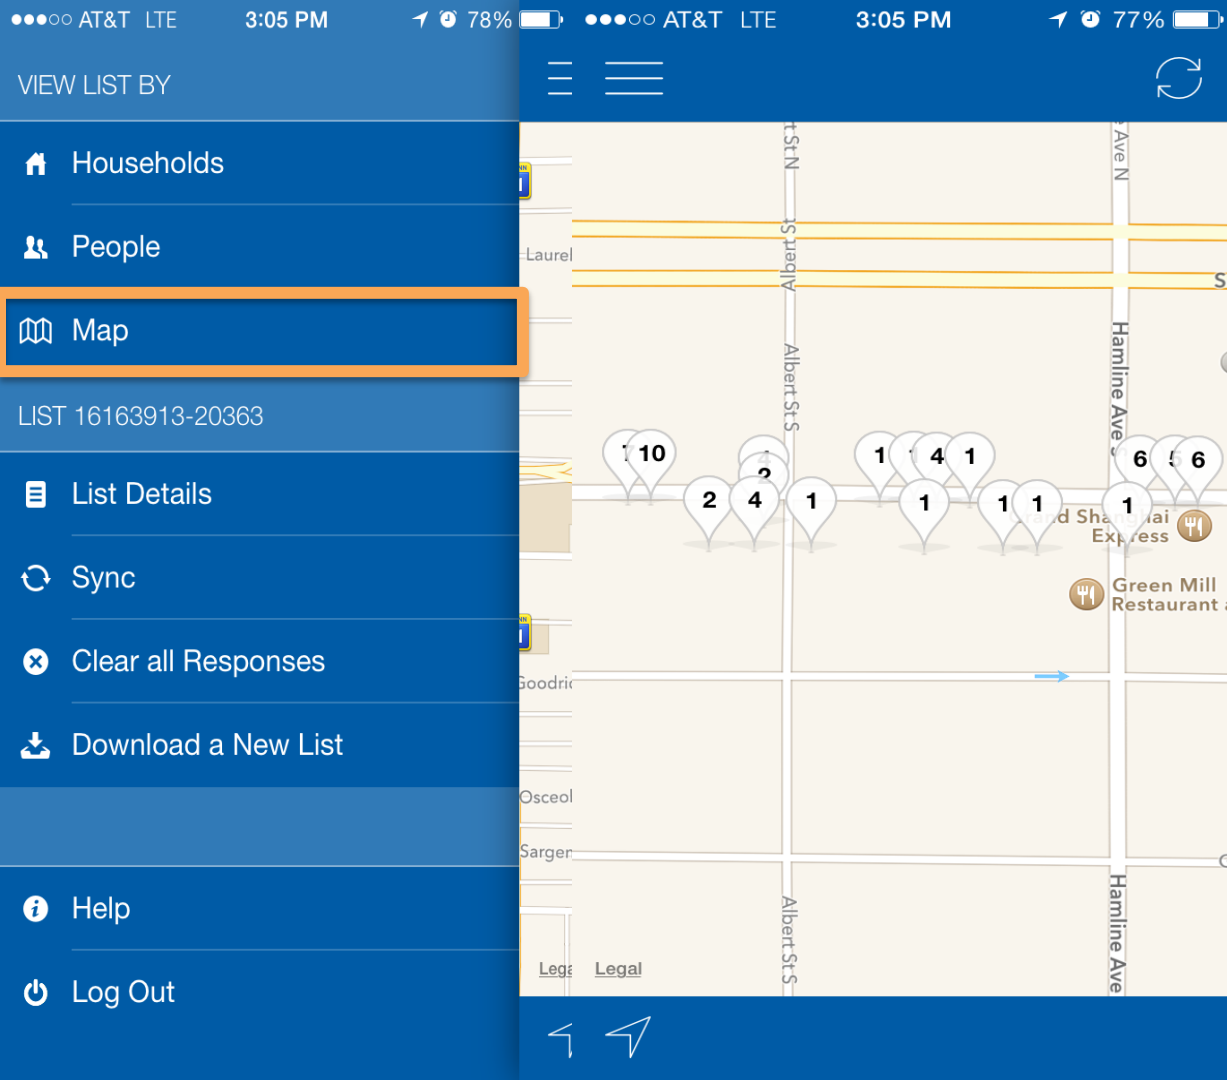 AT&T LTE 3:05 PM 78%
VIEW LIST BY
Households
People
Map
LIST 16163913-20363
List Details
Sync
Clear all Responses
Download a New List
Help
Log Out
AT&T LTE 3:05 PM 77%
Laurel
Albert St S
Albert St S
Hamline Ave S
10
4
1
1
4
1
6
5
6
2
2
4
1
1
1
1
1
Grand Shanghai
Express
Green Mill
Restaurant
Hamline Ave
Albert St S
Legal